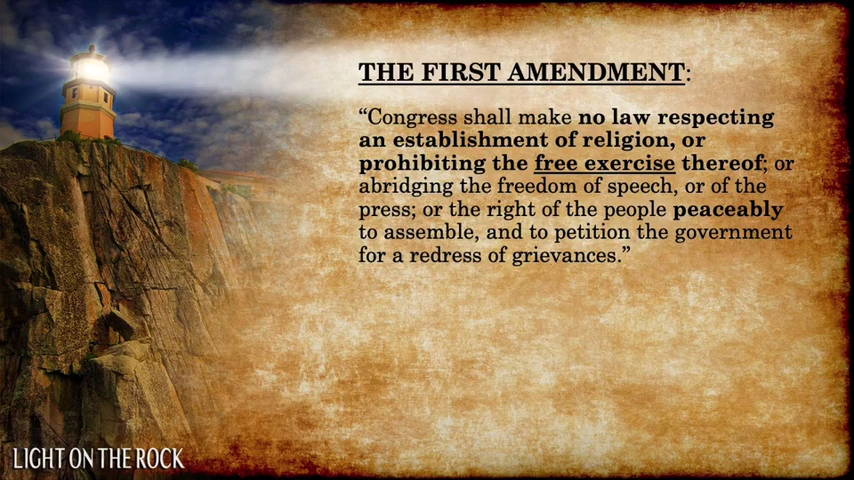 THE FIRST AMENDMENT:
“Congress shall make no law respecting
an establishment of religion, or
prohibiting the free exercise thereof; or
abridging the freedom of speech, or of the
press; or the right of the people peaceably
to assemble, and to petition the government
for a redress of grievances.”
LIGHT ON THE ROCK